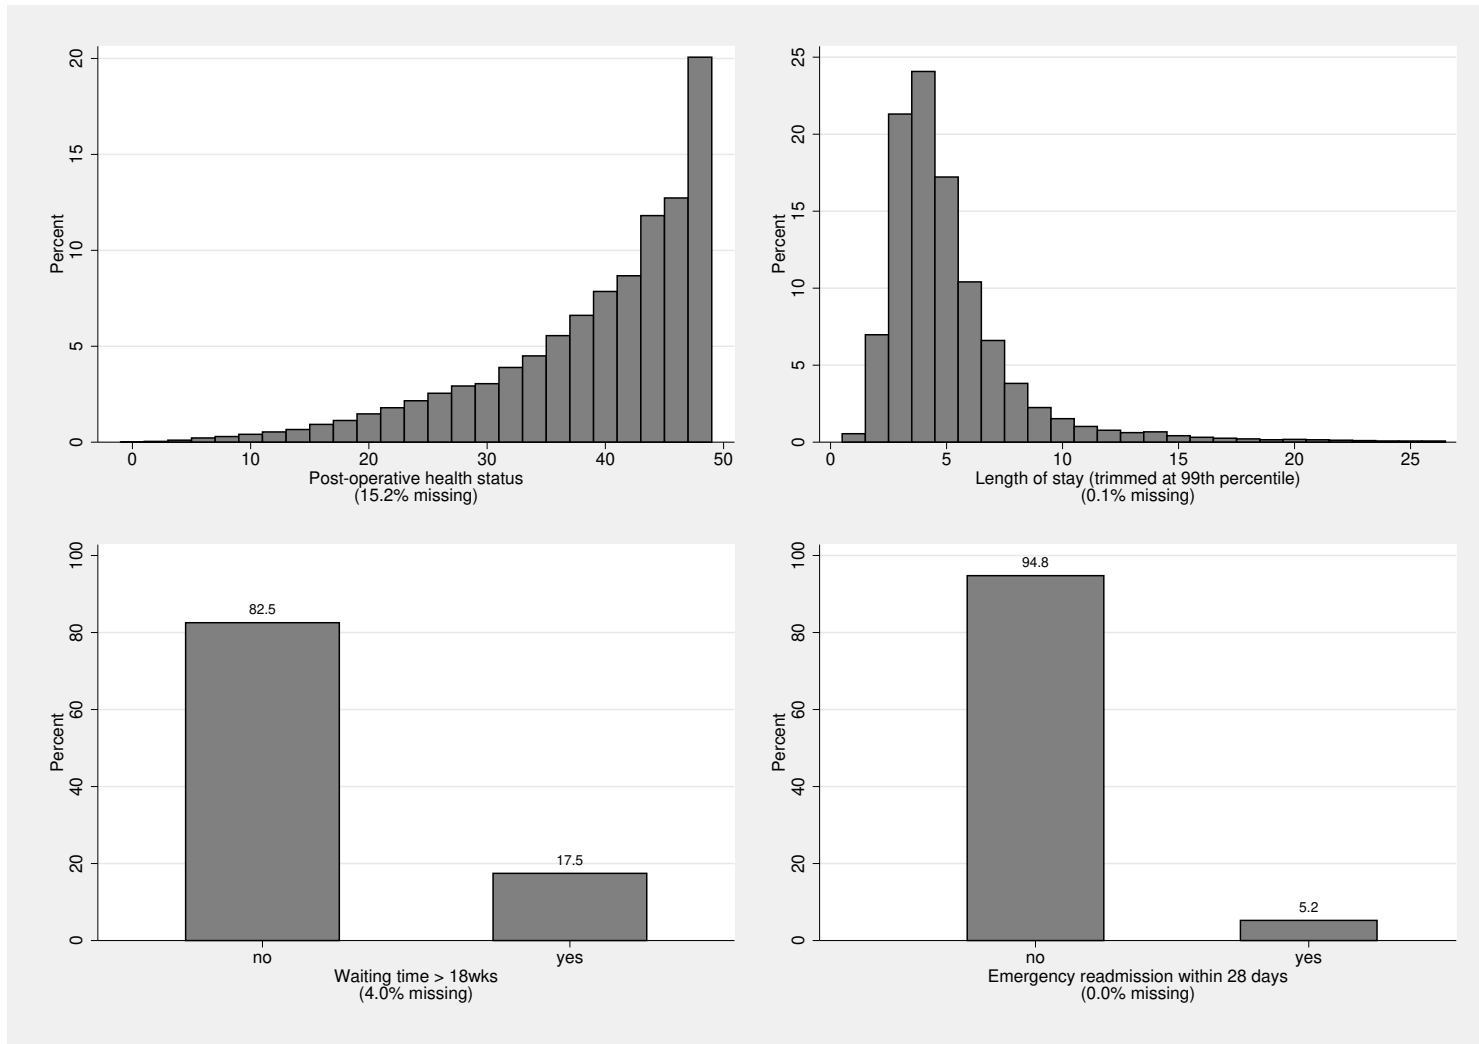 Percent
20
15
10
5
0
0 10 20 30 40 50
Post-operative health status
(15.2% missing)
Percent
25
20
15
10
5
0
0 5 10 15 20 25
Length of stay (trimmed at 99th percentile)
(0.1% missing)
Percent
100
80
60
40
20
0
82.5
17.5
no yes
Waiting time > 18wks
(4.0% missing)
Percent
100
80
60
40
20
0
94.8
5.2
no yes
Emergency readmission within 28 days
(0.0% missing)